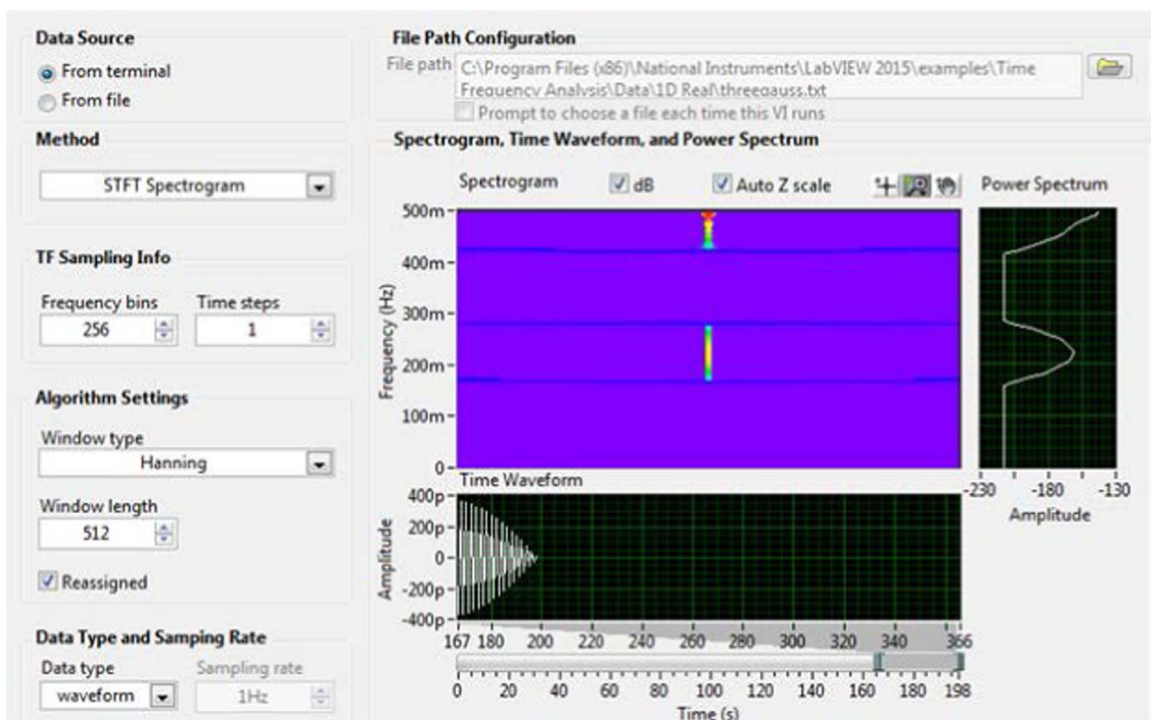 Data Source
From terminal
From file
File Path Configuration
File path
C:\Program Files (x86)\National Instruments\LabVIEW 2015\examples\Time
Frequency Analysis\Data\1D Real\threegauss.txt
Prompt to choose a file each time this VI runs
Method
STFT Spectrogram
TF Sampling Info
Frequency bins
Time steps
256
1
Algorithm Settings
Window type
Hanning
Window length
512
Reassigned
Data Type and Samping Rate
Data type
Sampling rate
waveform
1Hz
Spectrogram, Time Waveform, and Power Spectrum
Spectrogram
dB
Auto Z scale
Power Spectrum
500m
400m
300m
200m
100m
0
Frequency (Hz)
-230 -180 -130
Amplitude
Time Waveform
400p
200p
0
-200p
-400p
Amplitude
167 180 200 220 240 260 280 300 320 340 366
0 20 40 60 80 100 120 140 160 180 198
Time (s)